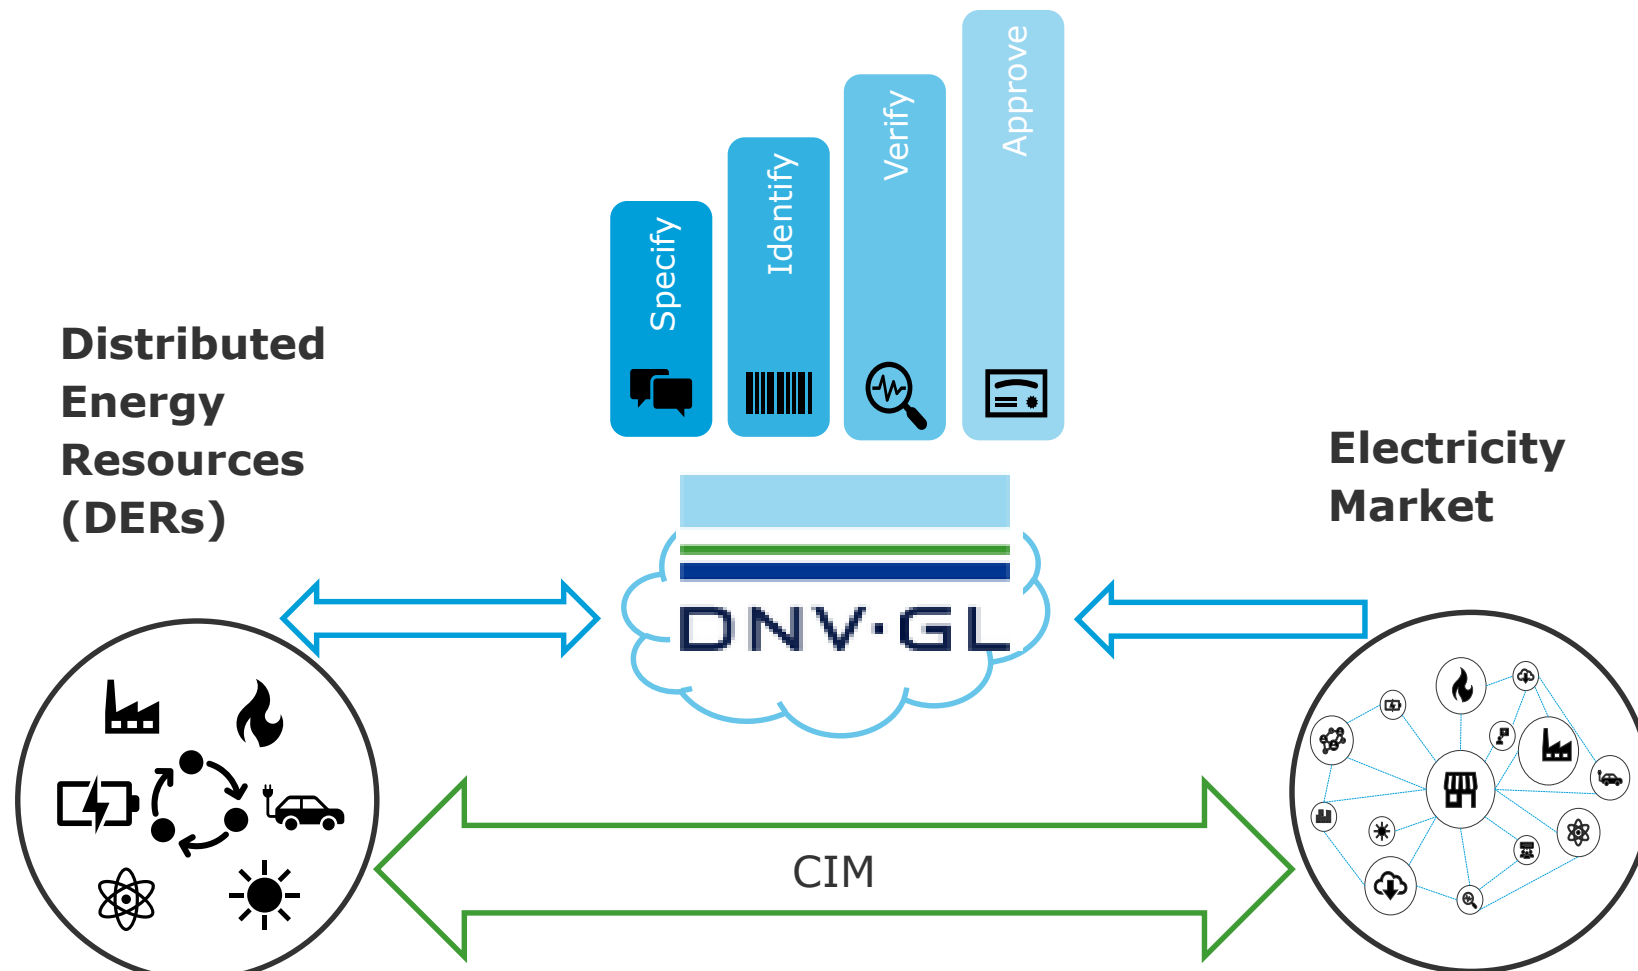 Specify
Identify
Verify
Approve
Distributed
Energy
Resources
(DERs)
Electricity
Market
DNV·GL
CIM